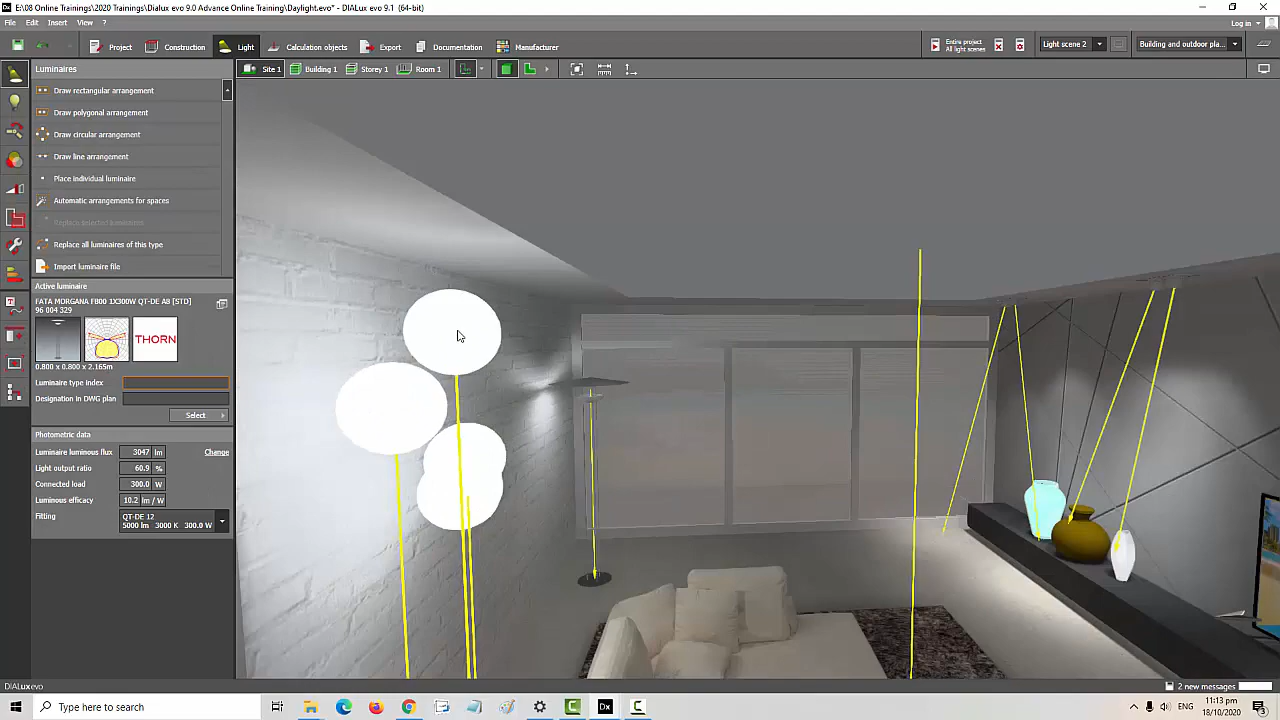 E:\08 Online Trainings\2020 Trainings\Dialux evo 9.0 Advance Online Training\Daylight.evo* - DIALux evo 9.1 (64-bit)
File Edit Insert View ?
Log in
Project Construction Light Calculation objects Export Documentation Manufacturer
Entire project
All light scenes
Light scene 2
Building and outdoor pla...
Luminaires
Site 1 Building 1 Storey 1 Room 1
Draw rectangular arrangement
Draw polygonal arrangement
Draw circular arrangement
Draw line arrangement
Place individual luminaire
Automatic arrangements for spaces
Replace selected luminaires
Replace all luminaires of this type
Import luminaire file
Active luminaire
FATA MORGANA F800 1X300W QT-DE AB [STD]
96 004 329
THORN
0.800 x 0.800 x 2.165m
Luminaire type index
Designation in DWG plan
Select
Photometric data
Luminaire luminous flux 3047 lm Change
Light output ratio 60.9 %
Connected load 300.0 W
Luminous efficacy 10.2 lm / W
Fitting QT-DE 12
5000 lm 3000 K 300.0 W
DIALux evo
2 new messages
Type here to search
Dx
ENG
11:13 pm
18/10/2020